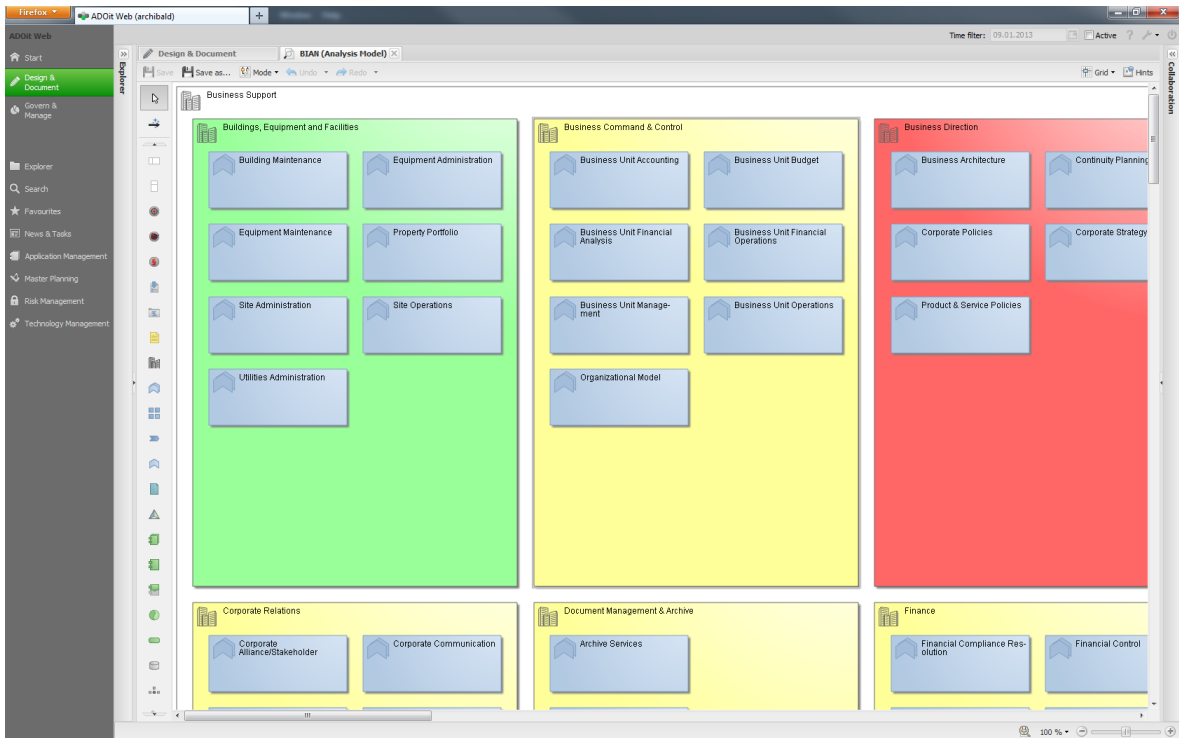 Firefox
ADOit Web (archibald)
+
ADOit Web
Time filter: 09.01.2013
Active
?
Start
Design &
Document
Govern &
Manage
Explorer
Search
Favourites
News & Tasks
Application Management
Master Planning
Risk Management
Technology Management
Explorer
Design & Document
BIAN (Analysis Model)
Save
Save as...
Mode
Undo
Redo
Grid
Hints
Collaboration
Business Support
Buildings, Equipment and Facilities
Building Maintenance
Equipment Administration
Equipment Maintenance
Property Portfolio
Site Administration
Site Operations
Utilities Administration
Business Command & Control
Business Unit Accounting
Business Unit Budget
Business Unit Financial
Analysis
Business Unit Financial
Operations
Business Unit Manage-
ment
Business Unit Operations
Organizational Model
Business Direction
Business Architecture
Continuity Planning
Corporate Policies
Corporate Strategy
Product & Service Policies
Corporate Relations
Corporate
Alliance/Stakeholder
Corporate Communication
Document Management & Archive
Archive Services
Finance
Financial Compliance Res-
olution
Financial Control
100 %